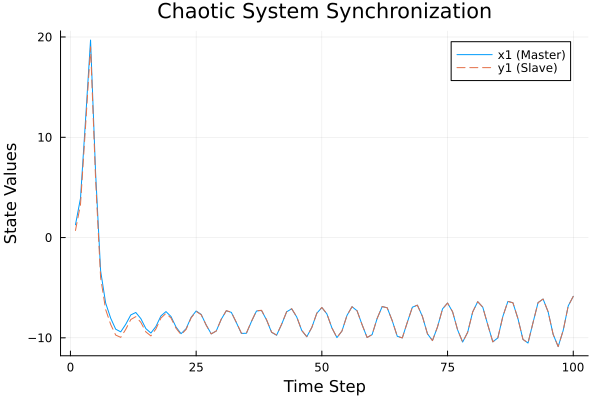 Chaotic System Synchronization
x1 (Master)
y1 (Slave)
State Values
20
10
0
−10
0 25 50 75 100
Time Step